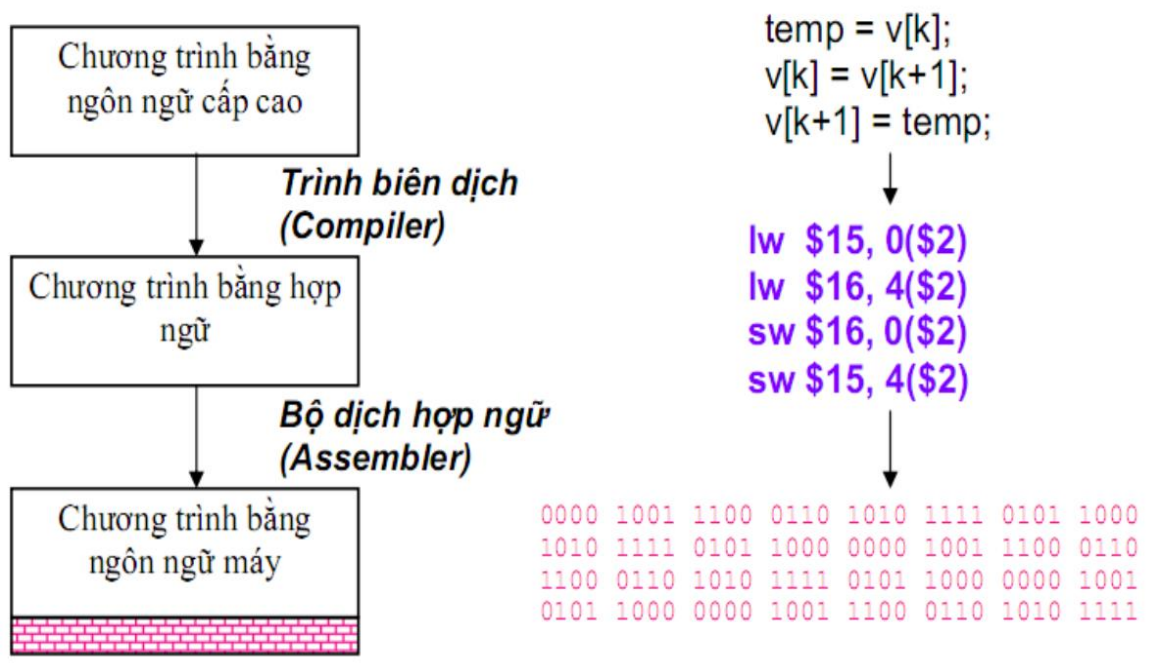 Chương trình bằng
ngôn ngữ cấp cao
Trình biên dịch
(Compiler)
Chương trình bằng hợp
ngữ
Bộ dịch hợp ngữ
(Assembler)
Chương trình bằng
ngôn ngữ máy
temp = v[k];
v[k] = v[k+1];
v[k+1] = temp;
lw $15, 0($2)
lw $16, 4($2)
sw $16, 0($2)
sw $15, 4($2)
0000 1001 1100 0110 1010 1111 0101 1000
1010 1111 0101 1000 0000 1001 1100 0110
1100 0110 1010 1111 0101 1000 0000 1001
0101 1000 0000 1001 1100 0110 1010 1111